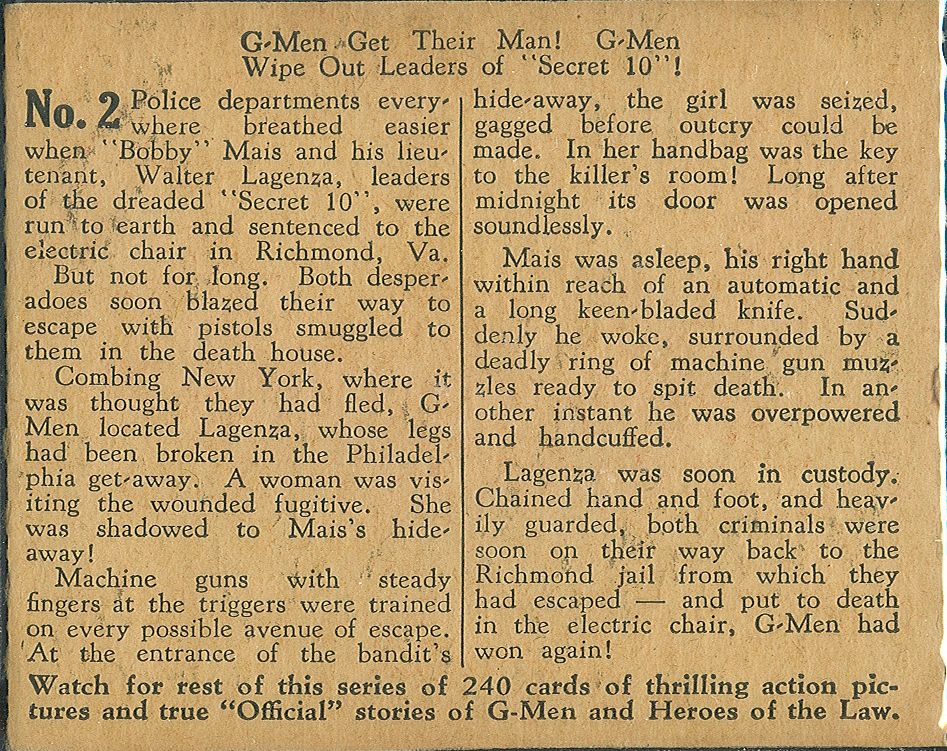 G-Men Get Their Man! G-Men
Wipe Out Leaders of "Secret 10"!
No. 2 Police departments every-
where breathed easier
when "Bobby" Mais and his lieu-
tenant, Walter Lagenza, leaders
of the dreaded "Secret 10", were
run to earth and sentenced to the
electric chair in Richmond, Va.
But not for long. Both desper-
adoes soon blazed their way to
escape with pistols smuggled to
them in the death house.
Combing New York, where it
was thought they had fled, G-
Men located Lagenza, whose legs
had been broken in the Philadel-
phia get-away. A woman was vis-
iting the wounded fugitive. She
was shadowed to Mais's hide-
away!
Machine guns with steady
fingers at the triggers were trained
on every possible avenue of escape.
At the entrance of the bandit's
hide-away, the girl was seized,
gagged before outcry could be
made. In her handbag was the key
to the killer's room! Long after
midnight its door was opened
soundlessly.
Mais was asleep, his right hand
within reach of an automatic and
a long keen-bladed knife. Sud-
denly he woke, surrounded by a
deadly ring of machine gun muz-
zles ready to spit death. In an-
other instant he was overpowered
and handcuffed.
Lagenza was soon in custody.
Chained hand and foot, and heav-
ily guarded, both criminals were
soon on their way back to the
Richmond jail from which they
had escaped — and put to death
in the electric chair, G-Men had
won again!
Watch for rest of this series of 240 cards of thrilling action pic-
tures and true "Official" stories of G-Men and Heroes of the Law.